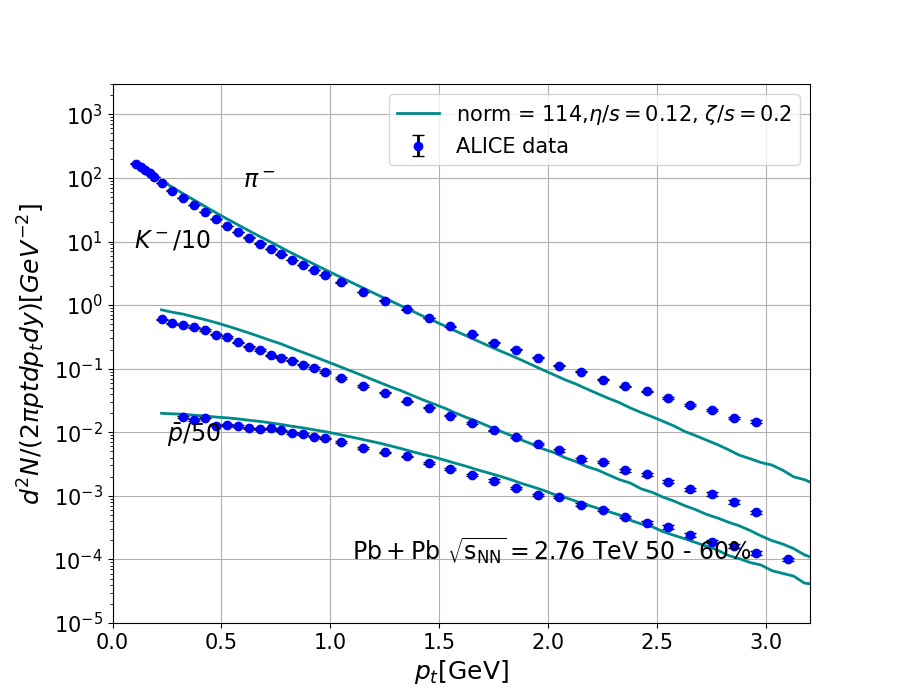 norm = 114,η/s = 0.12, ζ/s = 0.2
ALICE data
π⁻
K⁻/10
p̄/50
Pb + Pb √sNN = 2.76 TeV 50 - 60%
10³
10²
10¹
10⁰
10⁻¹
10⁻²
10⁻³
10⁻⁴
10⁻⁵
0.0 0.5 1.0 1.5 2.0 2.5 3.0
pₜ[GeV]
d²N/(2πptdpₜdy)[GeV⁻²]